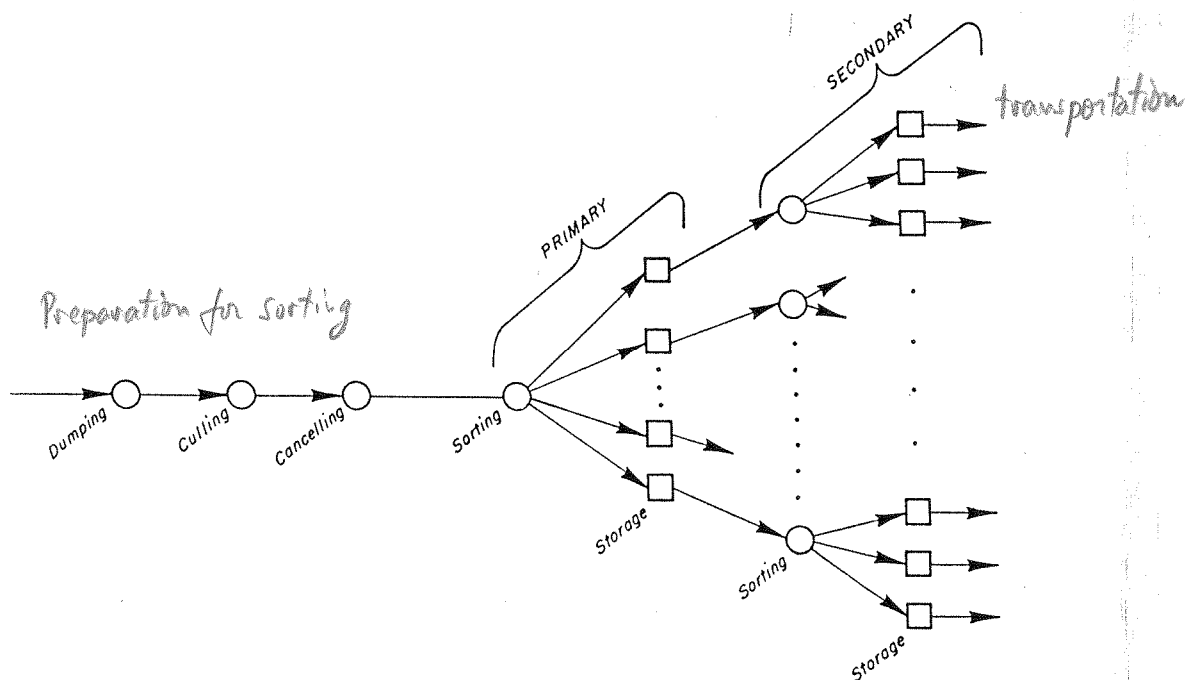 SECONDARY
transportation
PRIMARY
Preparation for sorting
Dumping
Culling
Cancelling
Sorting
Storage
Sorting
Storage